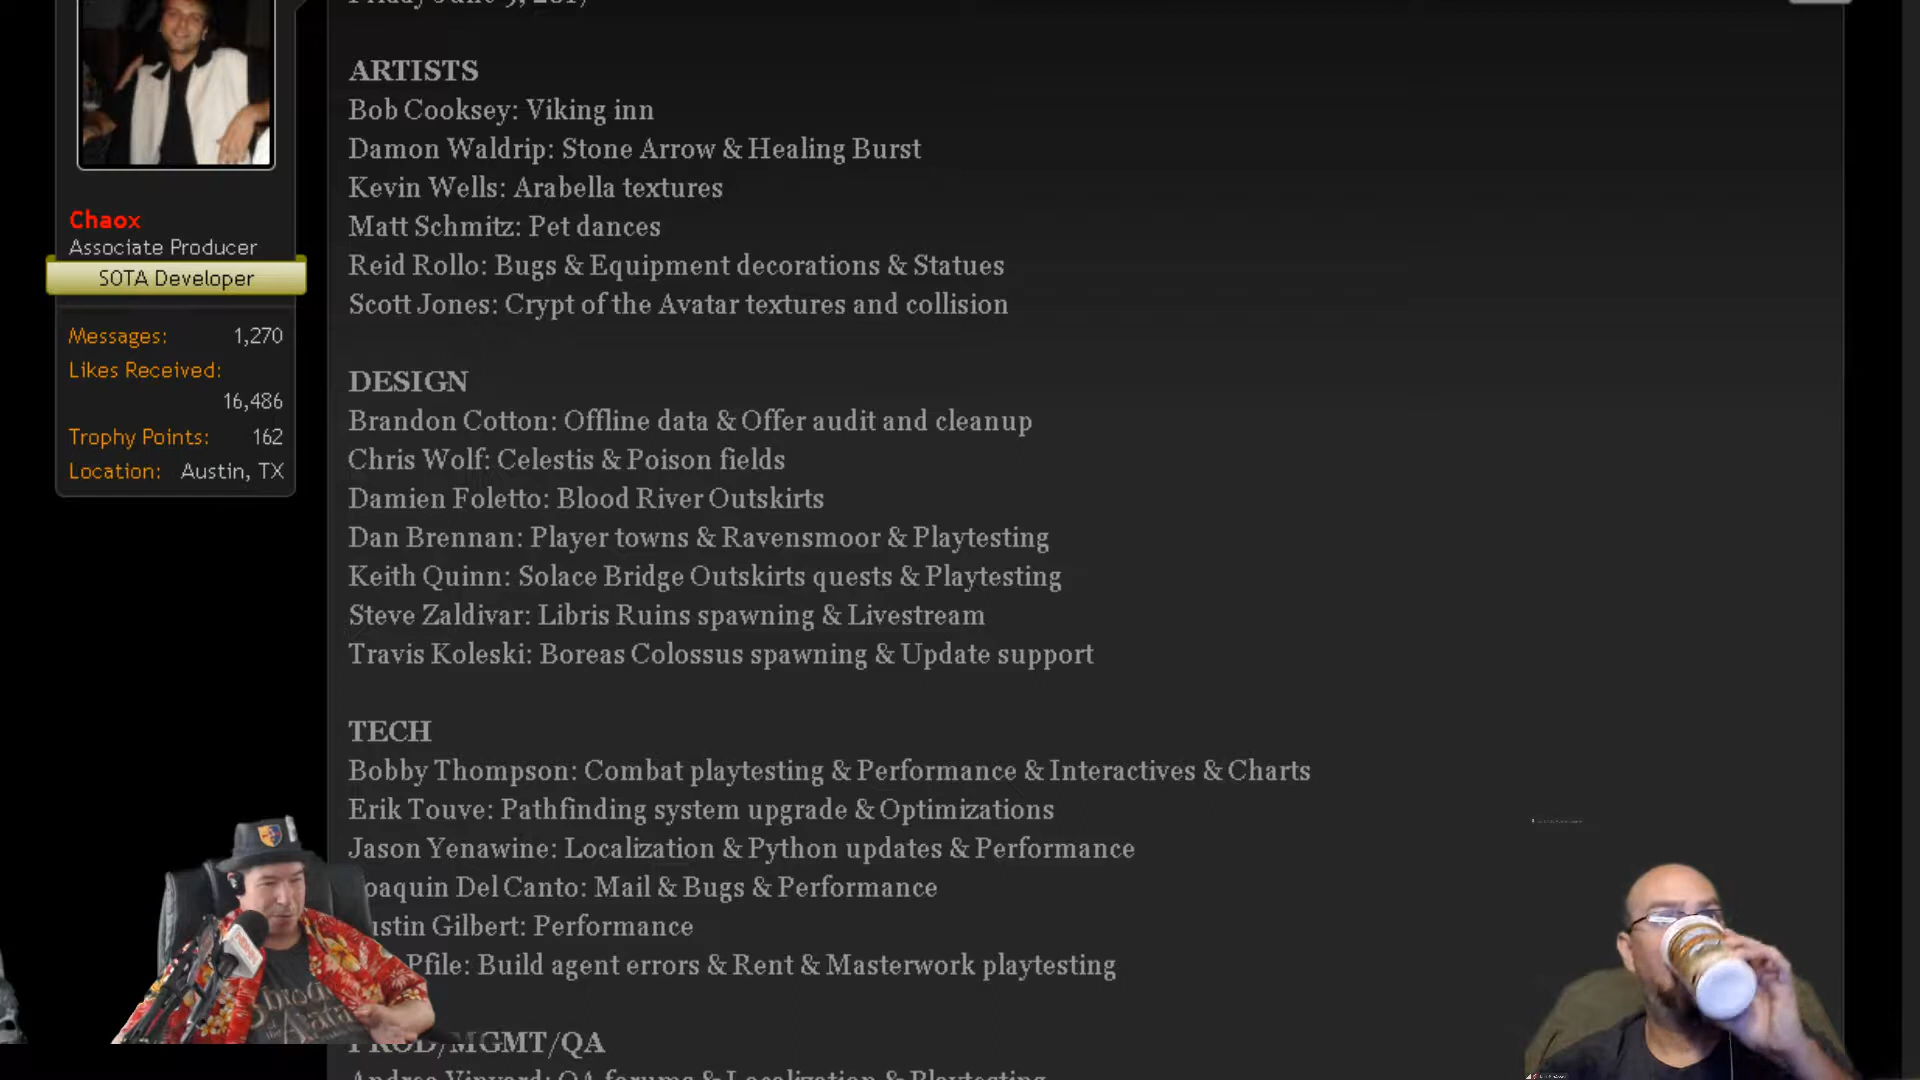 ARTISTS
Bob Cooksey: Viking inn
Damon Waldrip: Stone Arrow & Healing Burst
Kevin Wells: Arabella textures
Matt Schmitz: Pet dances
Reid Rollo: Bugs & Equipment decorations & Statues
Scott Jones: Crypt of the Avatar textures and collision
Chaox
Associate Producer
SOTA Developer
Messages: 1,270
Likes Received:
16,486
Trophy Points: 162
Location: Austin, TX
DESIGN
Brandon Cotton: Offline data & Offer audit and cleanup
Chris Wolf: Celestis & Poison fields
Damien Foletto: Blood River Outskirts
Dan Brennan: Player towns & Ravensmoor & Playtesting
Keith Quinn: Solace Bridge Outskirts quests & Playtesting
Steve Zaldivar: Libris Ruins spawning & Livestream
Travis Koleski: Boreas Colossus spawning & Update support
TECH
Bobby Thompson: Combat playtesting & Performance & Interactives & Charts
Erik Touve: Pathfinding system upgrade & Optimizations
Jason Yenawine: Localization & Python updates & Performance
oaquin Del Canto: Mail & Bugs & Performance
ustin Gilbert: Performance
Pfile: Build agent errors & Rent & Masterwork playtesting
PROD/MGMT/QA